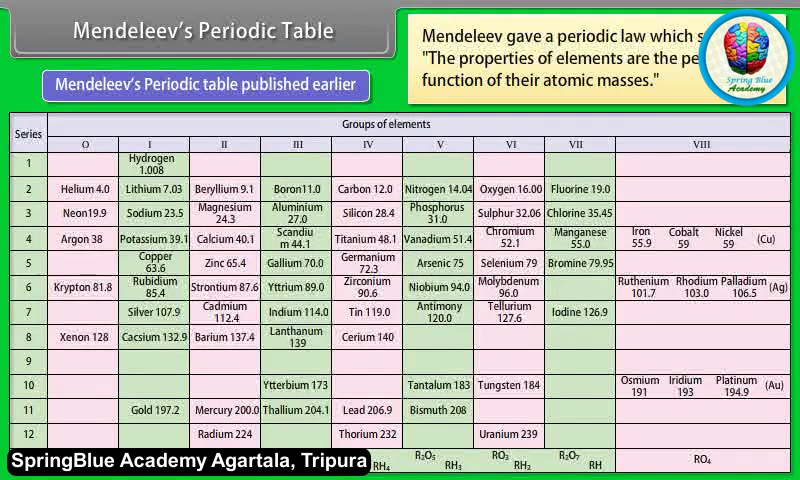 Mendeleev's Periodic Table
Mendeleev's Periodic table published earlier
Mendeleev gave a periodic law which
"The properties of elements are the
function of their atomic masses."
Spring Blue
Academy
Series
Groups of elements
O I II III IV V VI VII VIII
1 Hydrogen 1.008
2 Helium 4.0 Lithium 7.03 Beryllium 9.1 Boron11.0 Carbon 12.0 Nitrogen 14.04 Oxygen 16.00 Fluorine 19.0
3 Neon19.9 Sodium 23.5 Magnesium 24.3 Aluminium 27.0 Silicon 28.4 Phosphorus 31.0 Sulphur 32.06 Chlorine 35.45
4 Argon 38 Potassium 39.1 Calcium 40.1 Scandiu m 44.1 Titanium 48.1 Vanadium 51.4 Chromium 52.1 Manganese 55.0 Iron 55.9 Cobalt 59 Nickel 59 (Cu)
5 Copper 63.6 Zinc 65.4 Gallium 70.0 Germanium 72.3 Arsenic 75 Selenium 79 Bromine 79.95
6 Krypton 81.8 Rubidium 85.4 Strontium 87.6 Yttrium 89.0 Zirconium 90.6 Niobium 94.0 Molybdenum 96.0 Ruthenium 101.7 Rhodium 103.0 Palladium 106.5 (Ag)
7 Silver 107.9 Cadmium 112.4 Indium 114.0 Tin 119.0 Antimony 120.0 Tellurium 127.6 Iodine 126.9
8 Xenon 128 Cacsium 132.9 Barium 137.4 Lanthanum 139 Cerium 140
9
10 Ytterbium 173 Tantalum 183 Tungsten 184 Osmium 191 Iridium 193 Platinum 194.9 (Au)
11 Gold 197.2 Mercury 200.0 Thallium 204.1 Lead 206.9 Bismuth 208
12 Radium 224 Thorium 232 Uranium 239
R₂O₅ RO₃ R₂O₇ RO₄
RH₄ RH₃ RH₂ RH
SpringBlue Academy Agartala, Tripura